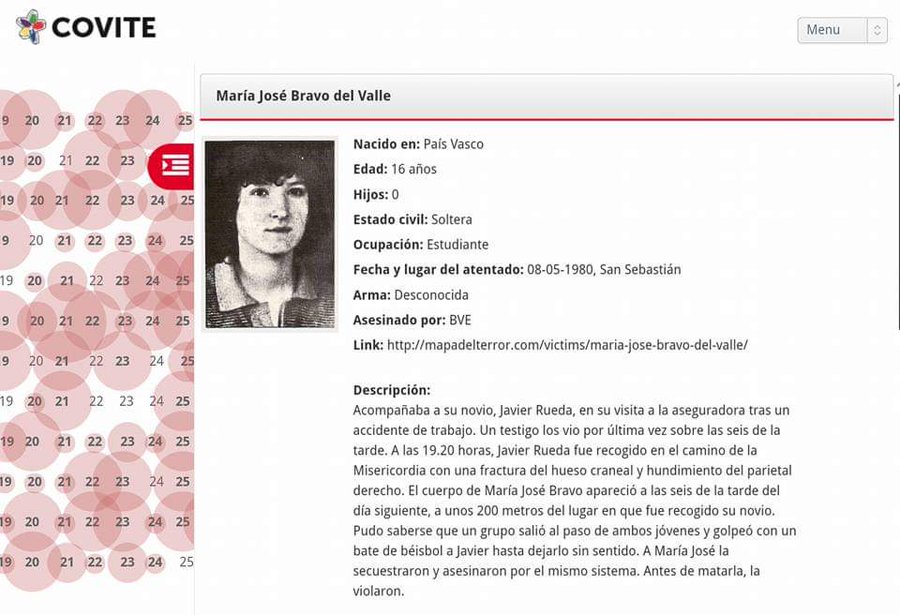 COVITE
Menu
María José Bravo del Valle
9 20 21 22 23 24 25
19 20 21 22 23
19 20 21 22 23 24 25
9 20 21 22 23 24 25
19 20 21 22 23 24 25
9 20 21 22 23 24 25
9 20 21 22 23 24 25
19 20 21 22 23 24 25
19 20 21 22 23 24 25
19 20 21 22 23 24 25
19 20 21 22 23 24 25
19 20 21 22 23 24 25
Nacido en: País Vasco
Edad: 16 años
Hijos: 0
Estado civil: Soltera
Ocupación: Estudiante
Fecha y lugar del atentado: 08-05-1980, San Sebastián
Arma: Desconocida
Asesinado por: BVE
Link: http://mapadelterror.com/victims/maria-jose-bravo-del-valle/
Descripción:
Acompañaba a su novio, Javier Rueda, en su visita a la aseguradora tras un
accidente de trabajo. Un testigo los vio por última vez sobre las seis de la
tarde. A las 19.20 horas, Javier Rueda fue recogido en el camino de la
Misericordia con una fractura del hueso craneal y hundimiento del parietal
derecho. El cuerpo de María José Bravo apareció a las seis de la tarde del
día siguiente, a unos 200 metros del lugar en que fue recogido su novio.
Pudo saberse que un grupo salió al paso de ambos jóvenes y golpeó con un
bate de béisbol a Javier hasta dejarlo sin sentido. A María José la
secuestraron y asesinaron por el mismo sistema. Antes de matarla, la
violaron.